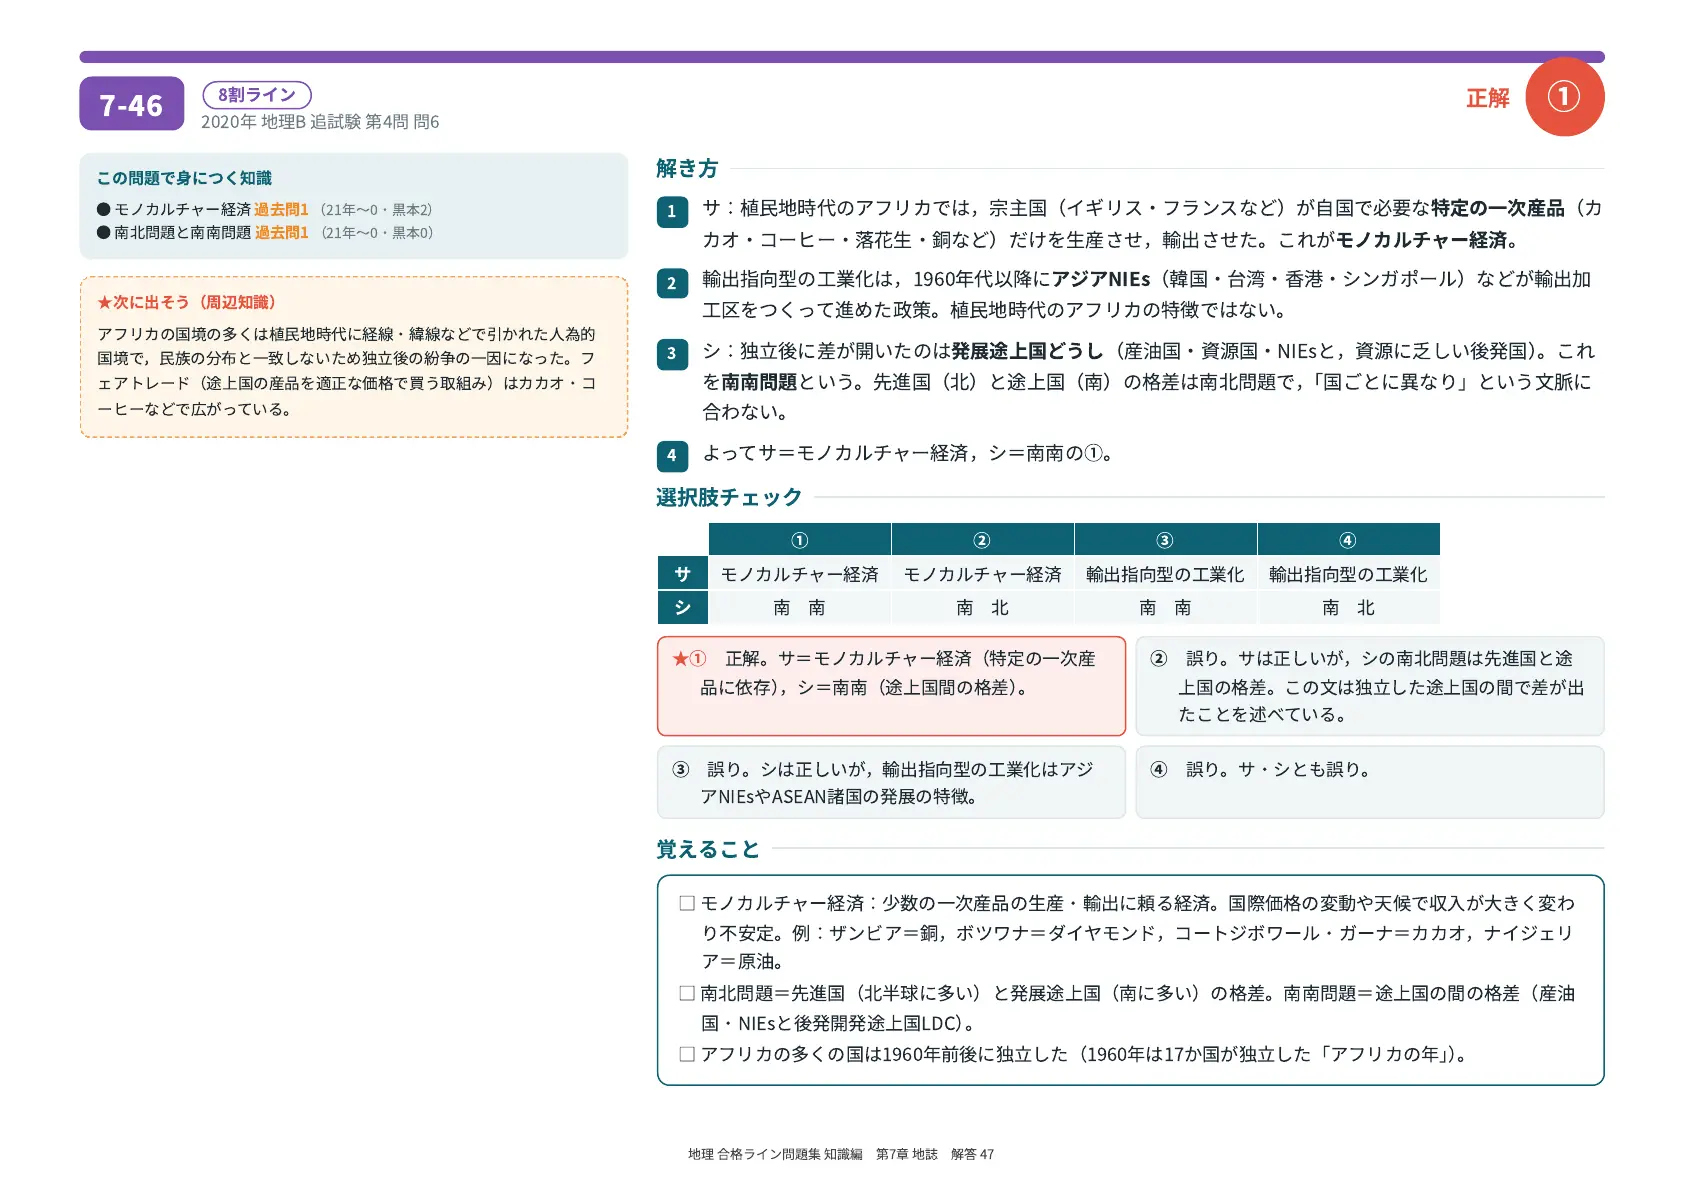 7-46
8割ライン
2020年 地理B 追試験 第4問 問6
正解 ①
この問題で身につく知識
● モノカルチャー経済 過去問1 （21年〜0・黒本2）
● 南北問題と南南問題 過去問1 （21年〜0・黒本0）
★次に出そう（周辺知識）
アフリカの国境の多くは植民地時代に経線・緯線などで引かれた人為的
国境で，民族の分布と一致しないため独立後の紛争の一因になった。フ
ェアトレード（途上国の産品を適正な価格で買う取組み）はカカオ・コ
ーヒーなどで広がっている。
解き方
1 サ：植民地時代のアフリカでは，宗主国（イギリス・フランスなど）が自国で必要な特定の一次産品（カ
カオ・コーヒー・落花生・銅など）だけを生産させ，輸出させた。これがモノカルチャー経済。
2 輸出指向型の工業化は，1960年代以降にアジアNIEs（韓国・台湾・香港・シンガポール）などが輸出加
工区をつくって進めた政策。植民地時代のアフリカの特徴ではない。
3 シ：独立後に差が開いたのは発展途上国どうし（産油国・資源国・NIEsと，資源に乏しい後発国）。これ
を南南問題という。先進国（北）と途上国（南）の格差は南北問題で，「国ごとに異なり」という文脈に
合わない。
4 よってサ＝モノカルチャー経済，シ＝南南の①。
選択肢チェック
① ② ③ ④
サ モノカルチャー経済 モノカルチャー経済 輸出指向型の工業化 輸出指向型の工業化
シ 南　南 南　北 南　南 南　北
★① 正解。サ＝モノカルチャー経済（特定の一次産
品に依存），シ＝南南（途上国間の格差）。
② 誤り。サは正しいが，シの南北問題は先進国と途
上国の格差。この文は独立した途上国の間で差が出
たことを述べている。
③ 誤り。シは正しいが，輸出指向型の工業化はアジ
アNIEsやASEAN諸国の発展の特徴。
④ 誤り。サ・シとも誤り。
覚えること
□ モノカルチャー経済：少数の一次産品の生産・輸出に頼る経済。国際価格の変動や天候で収入が大きく変わ
り不安定。例：ザンビア＝銅，ボツワナ＝ダイヤモンド，コートジボワール・ガーナ＝カカオ，ナイジェリ
ア＝原油。
□ 南北問題＝先進国（北半球に多い）と発展途上国（南に多い）の格差。南南問題＝途上国の間の格差（産油
国・NIEsと後発開発途上国LDC）。
□ アフリカの多くの国は1960年前後に独立した（1960年は17か国が独立した「アフリカの年」）。
地理 合格ライン問題集 知識編　第7章 地誌　解答 47